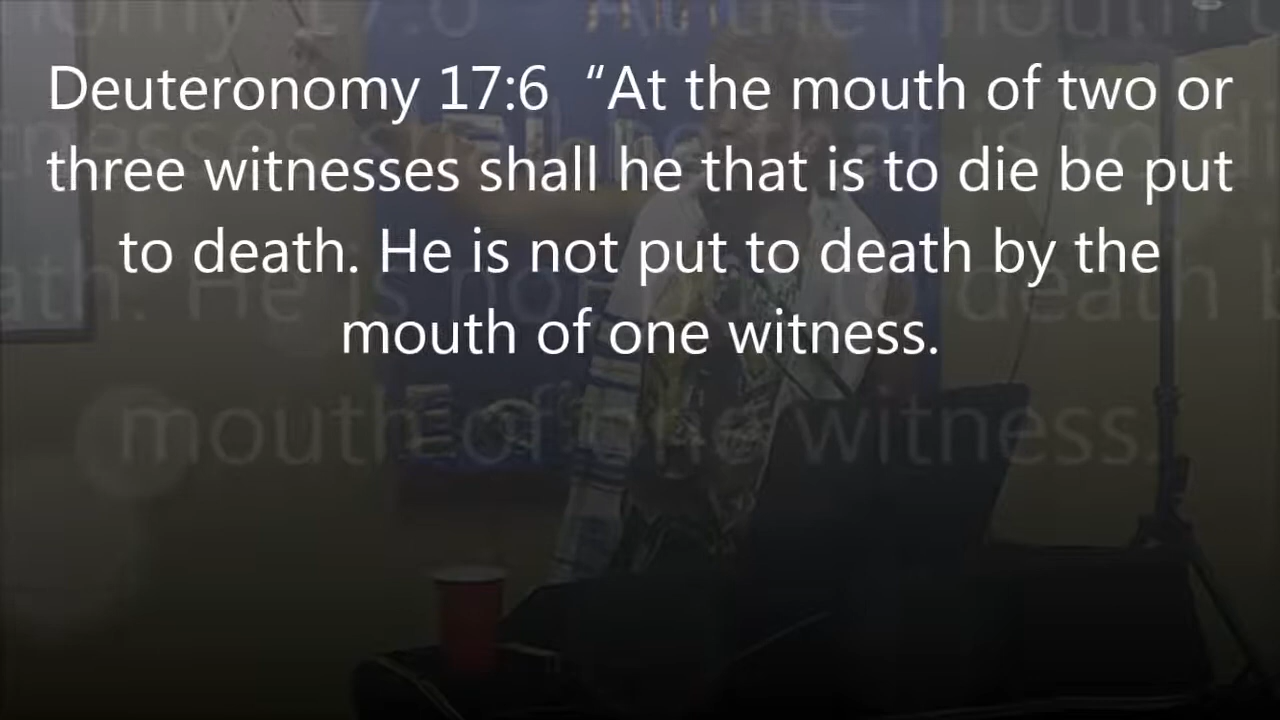 Deuteronomy 17:6 “At the mouth of two or
three witnesses shall he that is to die be put
to death. He is not put to death by the
mouth of one witness.